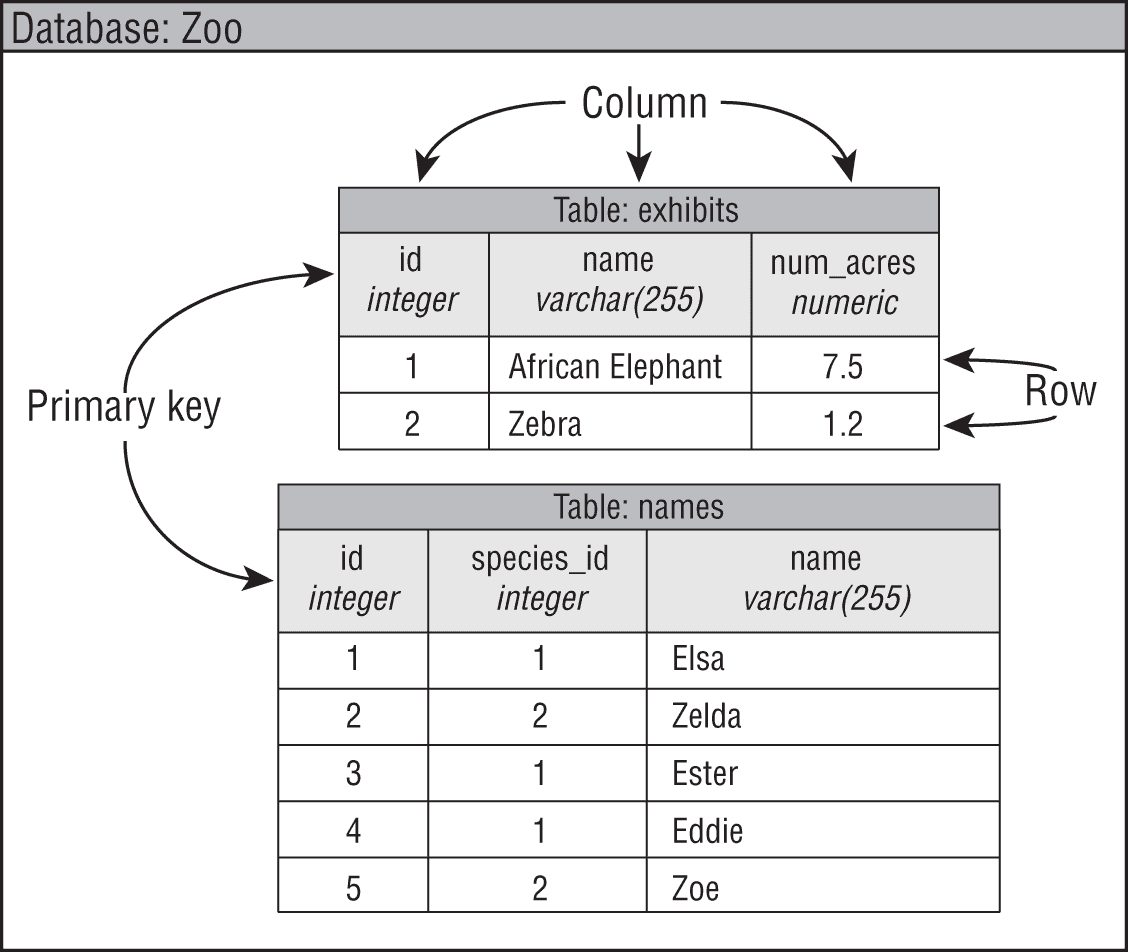 Database: Zoo
Column
Table: exhibits
id name num_acres
integer varchar(255) numeric
1 African Elephant 7.5
2 Zebra 1.2
Primary key
Row
Table: names
id species_id name
integer integer varchar(255)
1 1 Elsa
2 2 Zelda
3 1 Ester
4 1 Eddie
5 2 Zoe